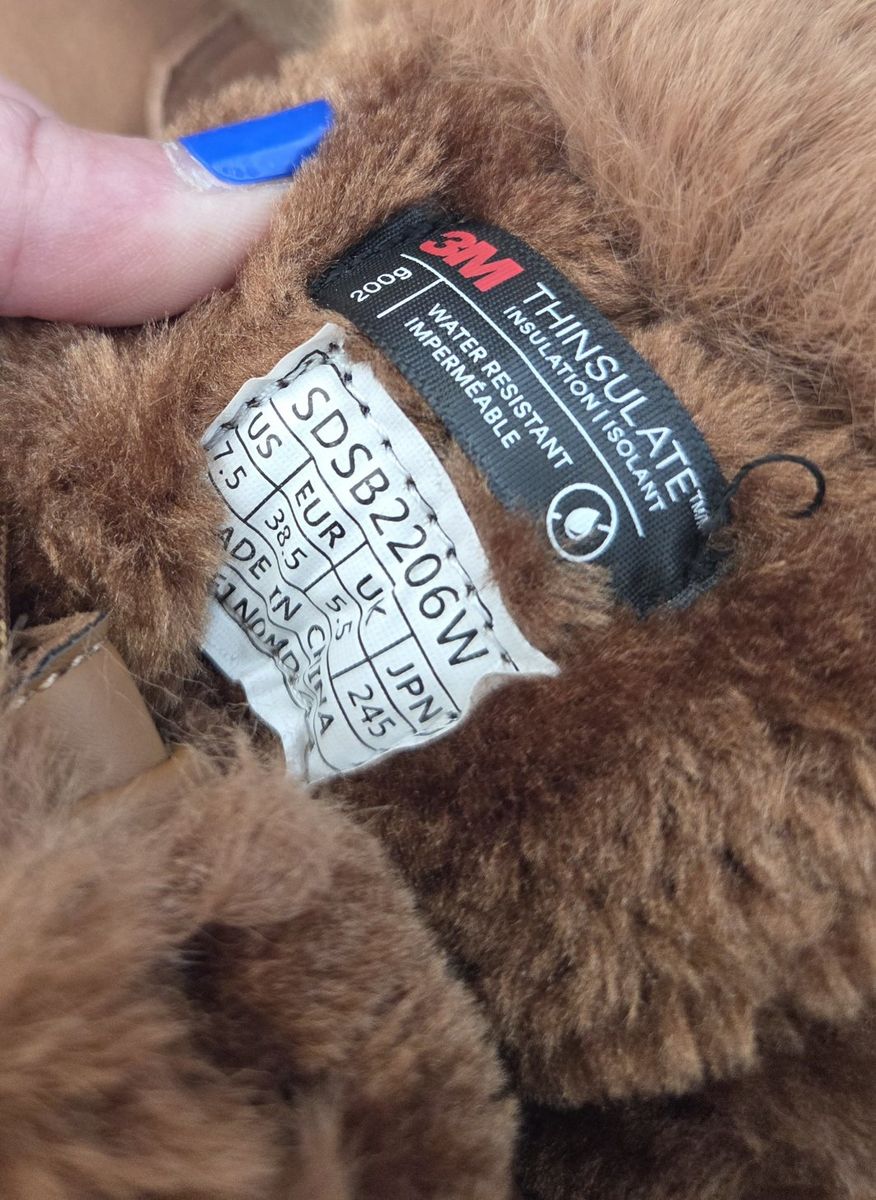 3M
THINSULATE™
INSULATION | ISOLANT
200g
WATER RESISTANT
IMPERMÉABLE
SDSB2206W
US EUR UK JPN
7.5 38.5 5.5 245
ADE IN CHINA